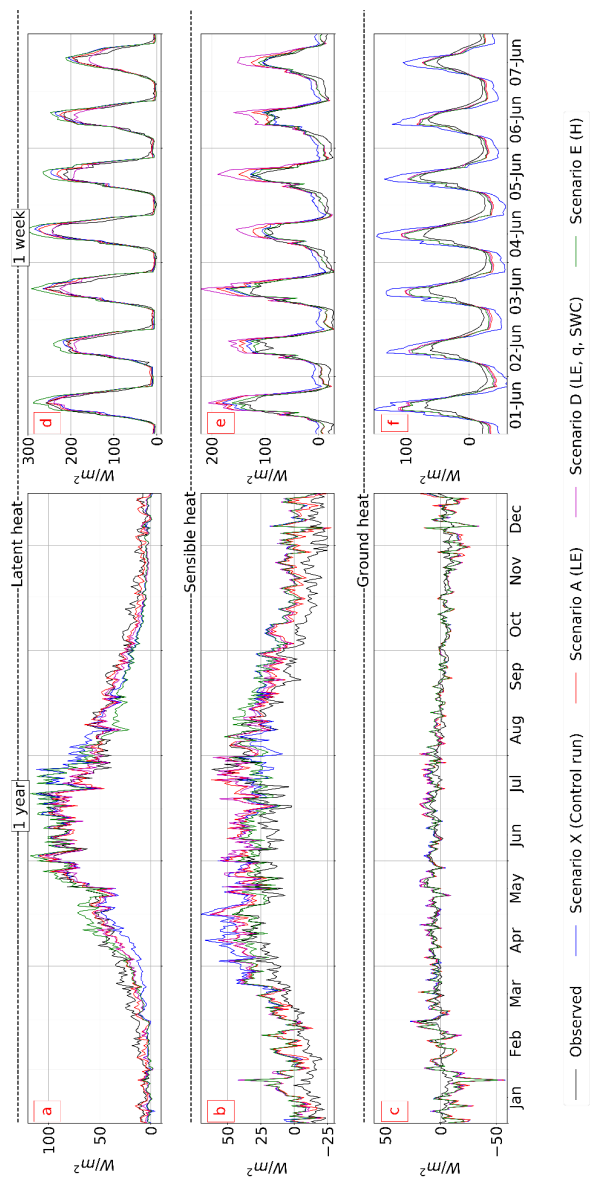 1 year Latent heat 1 week
a
W/m²
100
50
0
d
W/m²
300
200
100
0
Sensible heat
b
W/m²
50
25
0
−25
e
W/m²
200
100
0
Ground heat
c
W/m²
50
0
−50
f
W/m²
100
0
Jan Feb Mar Apr May Jun Jul Aug Sep Oct Nov Dec
01-Jun 02-Jun 03-Jun 04-Jun 05-Jun 06-Jun 07-Jun
Observed Scenario X (Control run) Scenario A (LE) Scenario D (LE, q, SWC) Scenario E (H)